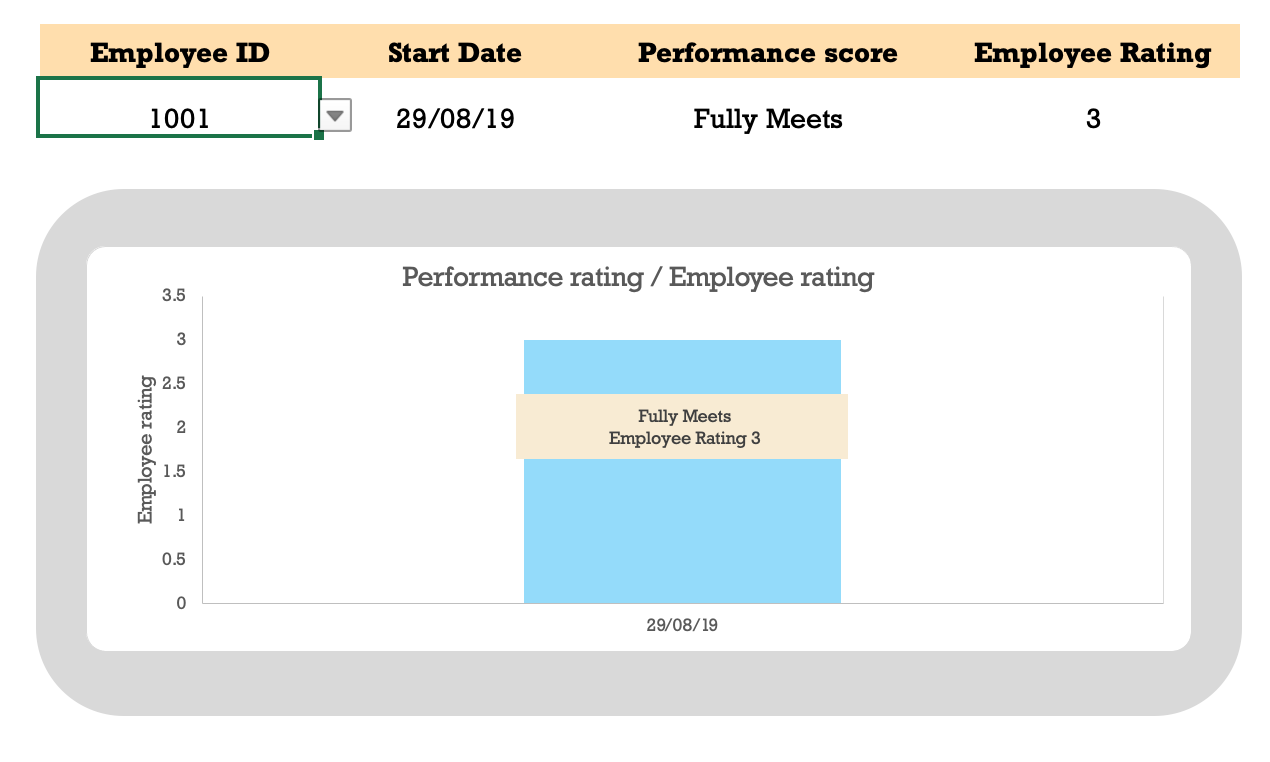 Employee ID Start Date Performance score Employee Rating
1001 29/08/19 Fully Meets 3
Performance rating / Employee rating
3.5
3
2.5
2
1.5
1
0.5
0
Employee rating
Fully Meets
Employee Rating 3
29/08/19